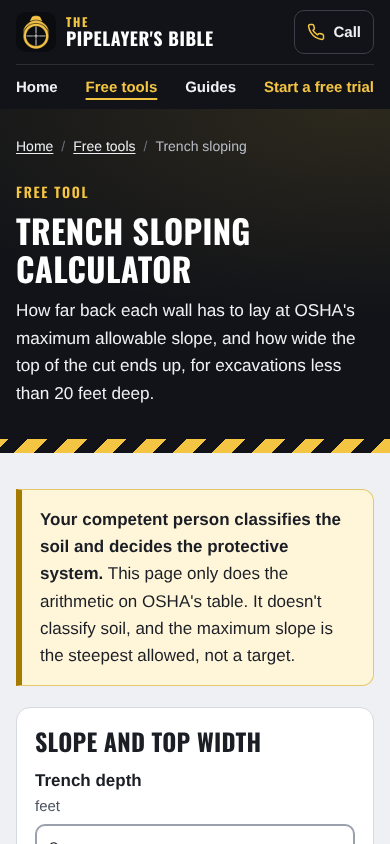 THE
PIPELAYER'S BIBLE
Call
Home Free tools Guides Start a free trial
Home / Free tools / Trench sloping
FREE TOOL
TRENCH SLOPING
CALCULATOR
How far back each wall has to lay at OSHA's
maximum allowable slope, and how wide the
top of the cut ends up, for excavations less
than 20 feet deep.
Your competent person classifies the
soil and decides the protective
system. This page only does the
arithmetic on OSHA's table. It doesn't
classify soil, and the maximum slope is
the steepest allowed, not a target.
SLOPE AND TOP WIDTH
Trench depth
feet